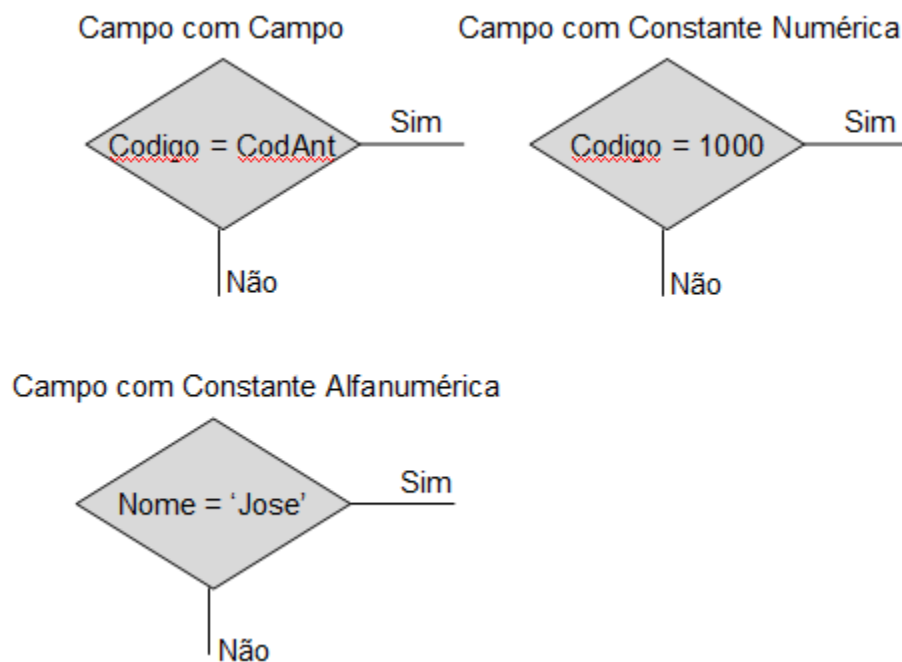 Campo com Campo
Campo com Constante Numérica
Codigo = CodAnt
Sim
Codigo = 1000
Sim
Não
Não
Campo com Constante Alfanumérica
Nome = ‘Jose’
Sim
Não